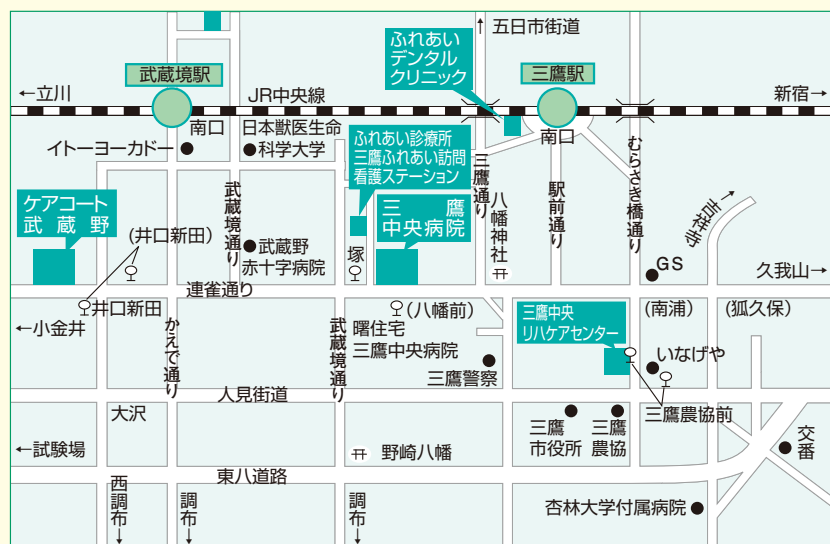 五日市街道
ふれあい
デンタル
クリニック
武蔵境駅
三鷹駅
←立川
JR中央線
新宿→
南口
日本獣医生命
科学大学
イトーヨーカドー
南口
ふれあい診療所
三鷹ふれあい訪問
看護ステーション
三鷹通り
むらさき橋通り
武蔵境通り
駅前通り
吉祥寺
ケアコート
武蔵野
三鷹
中央病院
八幡神社
(井口新田)
武蔵野
赤十字病院
塚
GS
久我山→
連雀通り
井口新田
(八幡前)
三鷹中央
リハケアセンター
(南浦)
(狐久保)
←小金井
かえで通り
武蔵境通り
曙住宅
三鷹中央病院
三鷹警察
いなげや
人見街道
大沢
三鷹農協前
三鷹
市役所
三鷹
農協
交番
←試験場
野崎八幡
東八道路
西調布→
調布→
調布→
杏林大学付属病院